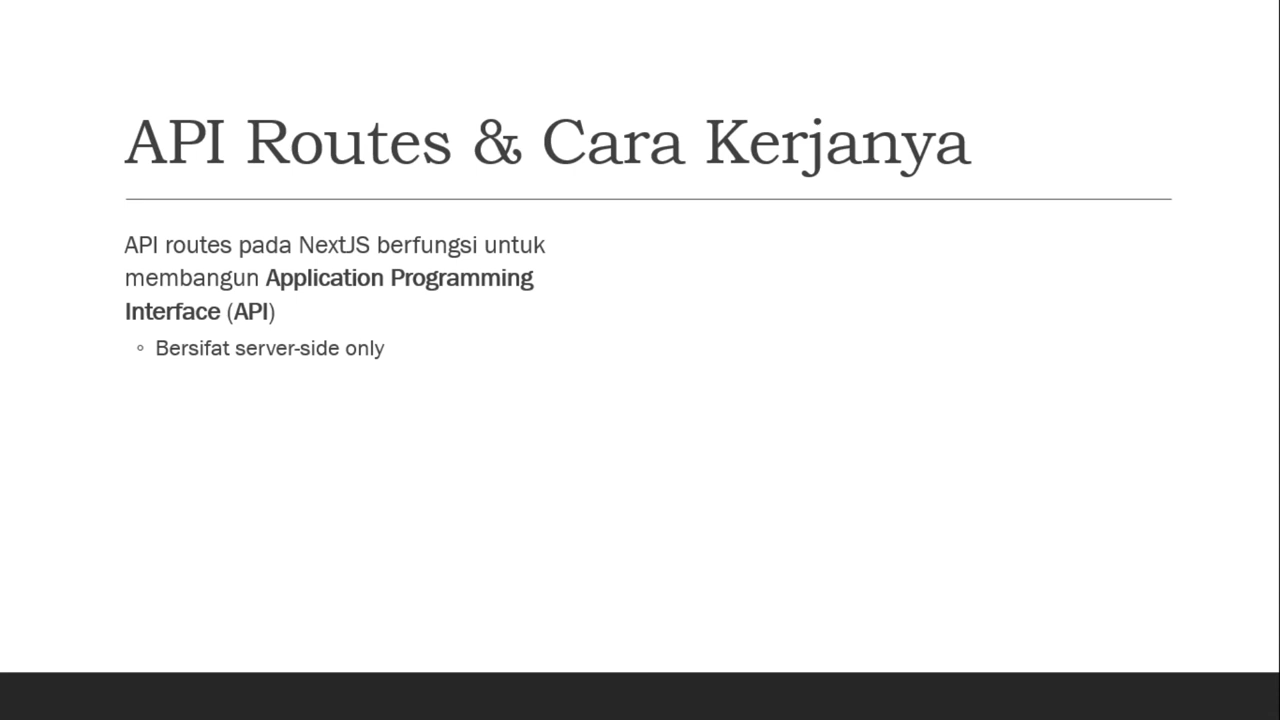 API Routes & Cara Kerjanya
API routes pada NextJS berfungsi untuk
membangun Application Programming
Interface (API)
◦ Bersifat server-side only